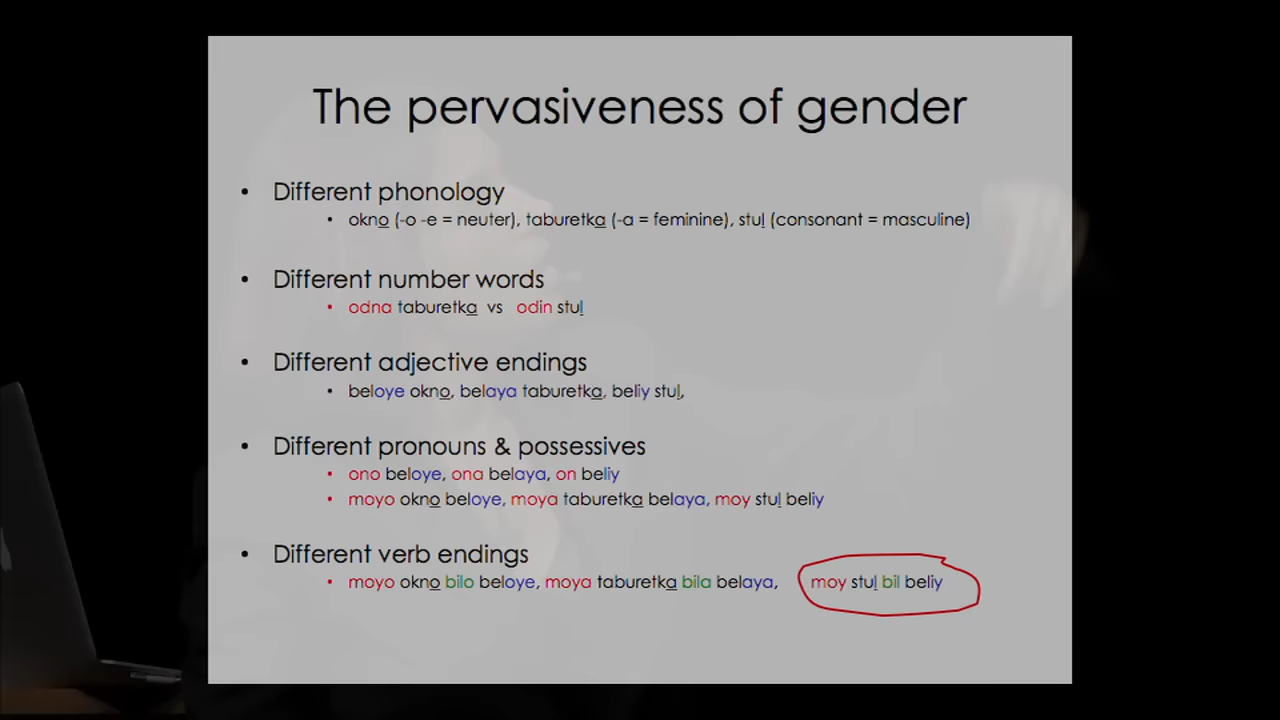 The pervasiveness of gender
• Different phonology
• okno (-o -e = neuter), taburetka (-a = feminine), stul (consonant = masculine)
• Different number words
• odna taburetka vs odin stul
• Different adjective endings
• beloye okno, belaya taburetka, beliy stul,
• Different pronouns & possessives
• ono beloye, ona belaya, on beliy
• moyo okno beloye, moya taburetka belaya, moy stul beliy
• Different verb endings
• moyo okno bilo beloye, moya taburetka bila belaya, moy stul bil beliy